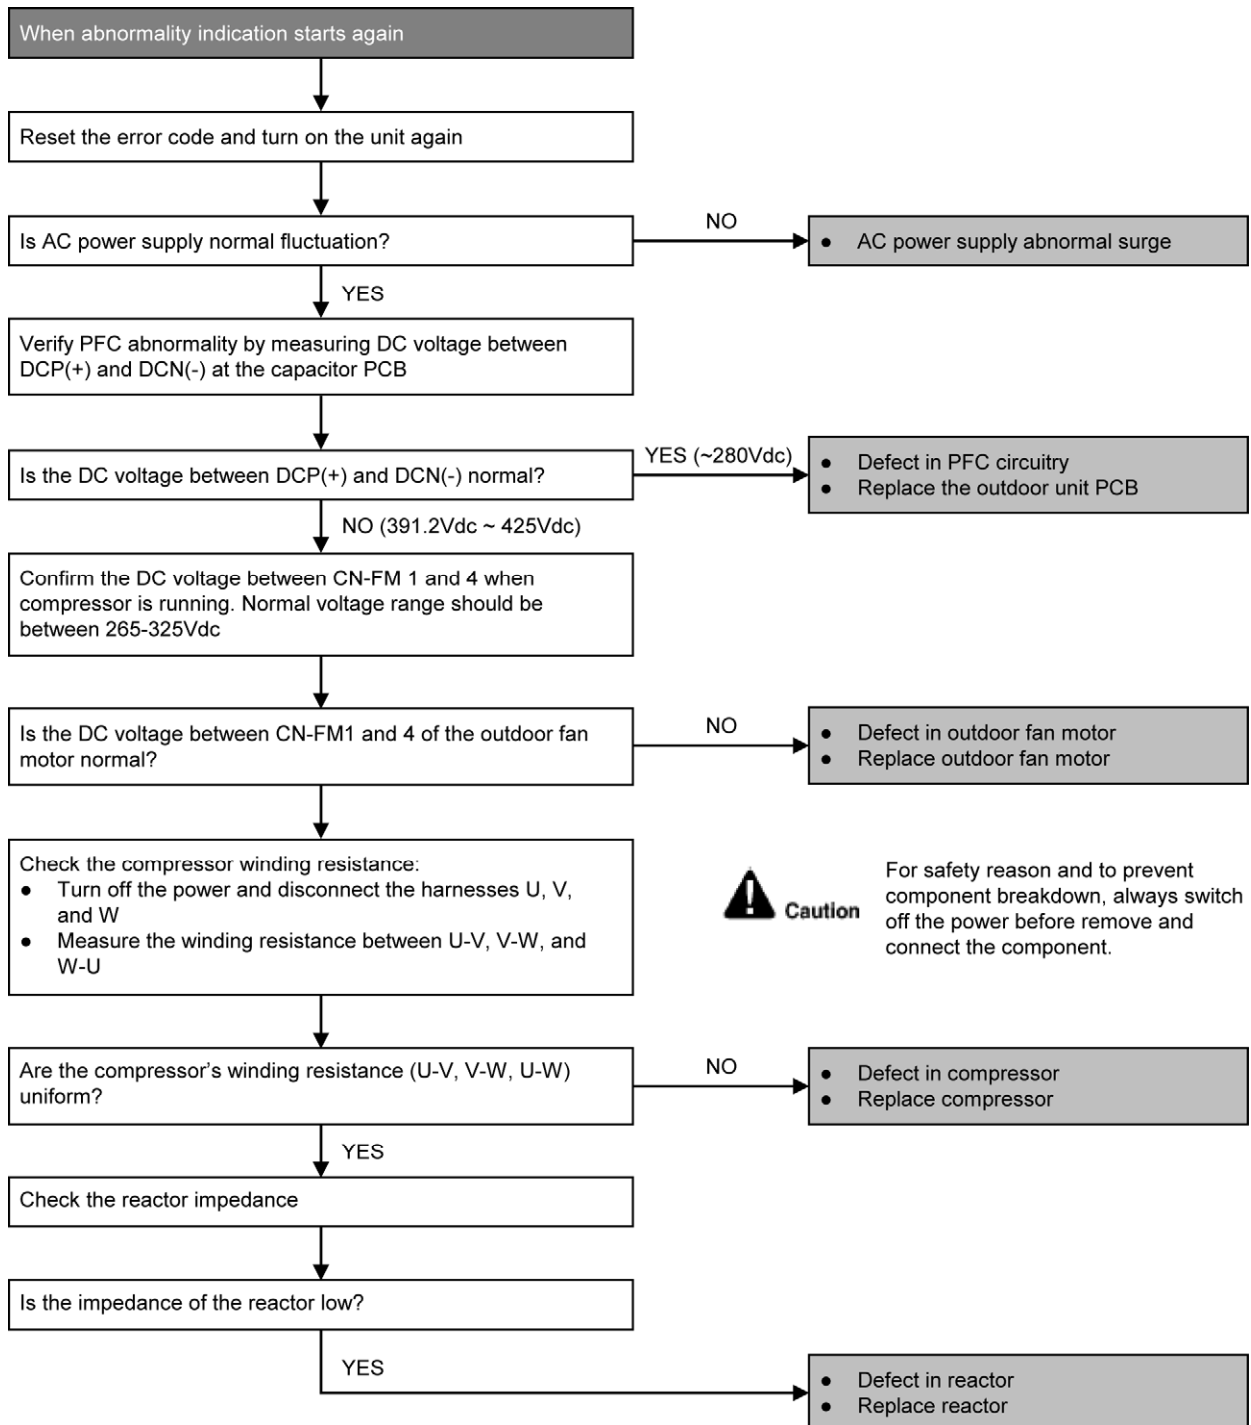 When abnormality indication starts again
Reset the error code and turn on the unit again
Is AC power supply normal fluctuation?
NO
● AC power supply abnormal surge
YES
Verify PFC abnormality by measuring DC voltage between
DCP(+) and DCN(-) at the capacitor PCB
Is the DC voltage between DCP(+) and DCN(-) normal?
YES (~280Vdc)
● Defect in PFC circuitry
● Replace the outdoor unit PCB
NO (391.2Vdc ~ 425Vdc)
Confirm the DC voltage between CN-FM 1 and 4 when
compressor is running. Normal voltage range should be
between 265-325Vdc
Is the DC voltage between CN-FM1 and 4 of the outdoor fan
motor normal?
NO
● Defect in outdoor fan motor
● Replace outdoor fan motor
Check the compressor winding resistance:
● Turn off the power and disconnect the harnesses U, V,
and W
● Measure the winding resistance between U-V, V-W, and
W-U
Caution
For safety reason and to prevent
component breakdown, always switch
off the power before remove and
connect the component.
Are the compressor's winding resistance (U-V, V-W, U-W)
uniform?
NO
● Defect in compressor
● Replace compressor
YES
Check the reactor impedance
Is the impedance of the reactor low?
YES
● Defect in reactor
● Replace reactor